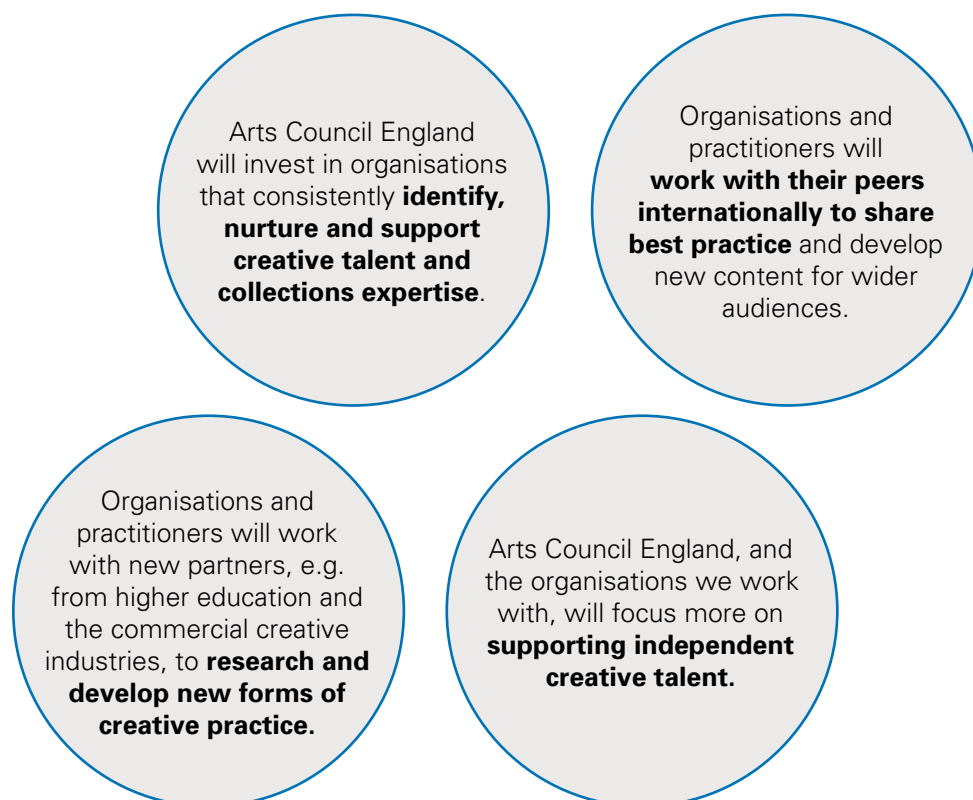 Arts Council England
will invest in organisations
that consistently identify,
nurture and support
creative talent and
collections expertise.
Organisations and
practitioners will
work with their peers
internationally to share
best practice and develop
new content for wider
audiences.
Organisations and
practitioners will work
with new partners, e.g.
from higher education and
the commercial creative
industries, to research and
develop new forms of
creative practice.
Arts Council England, and
the organisations we work
with, will focus more on
supporting independent
creative talent.